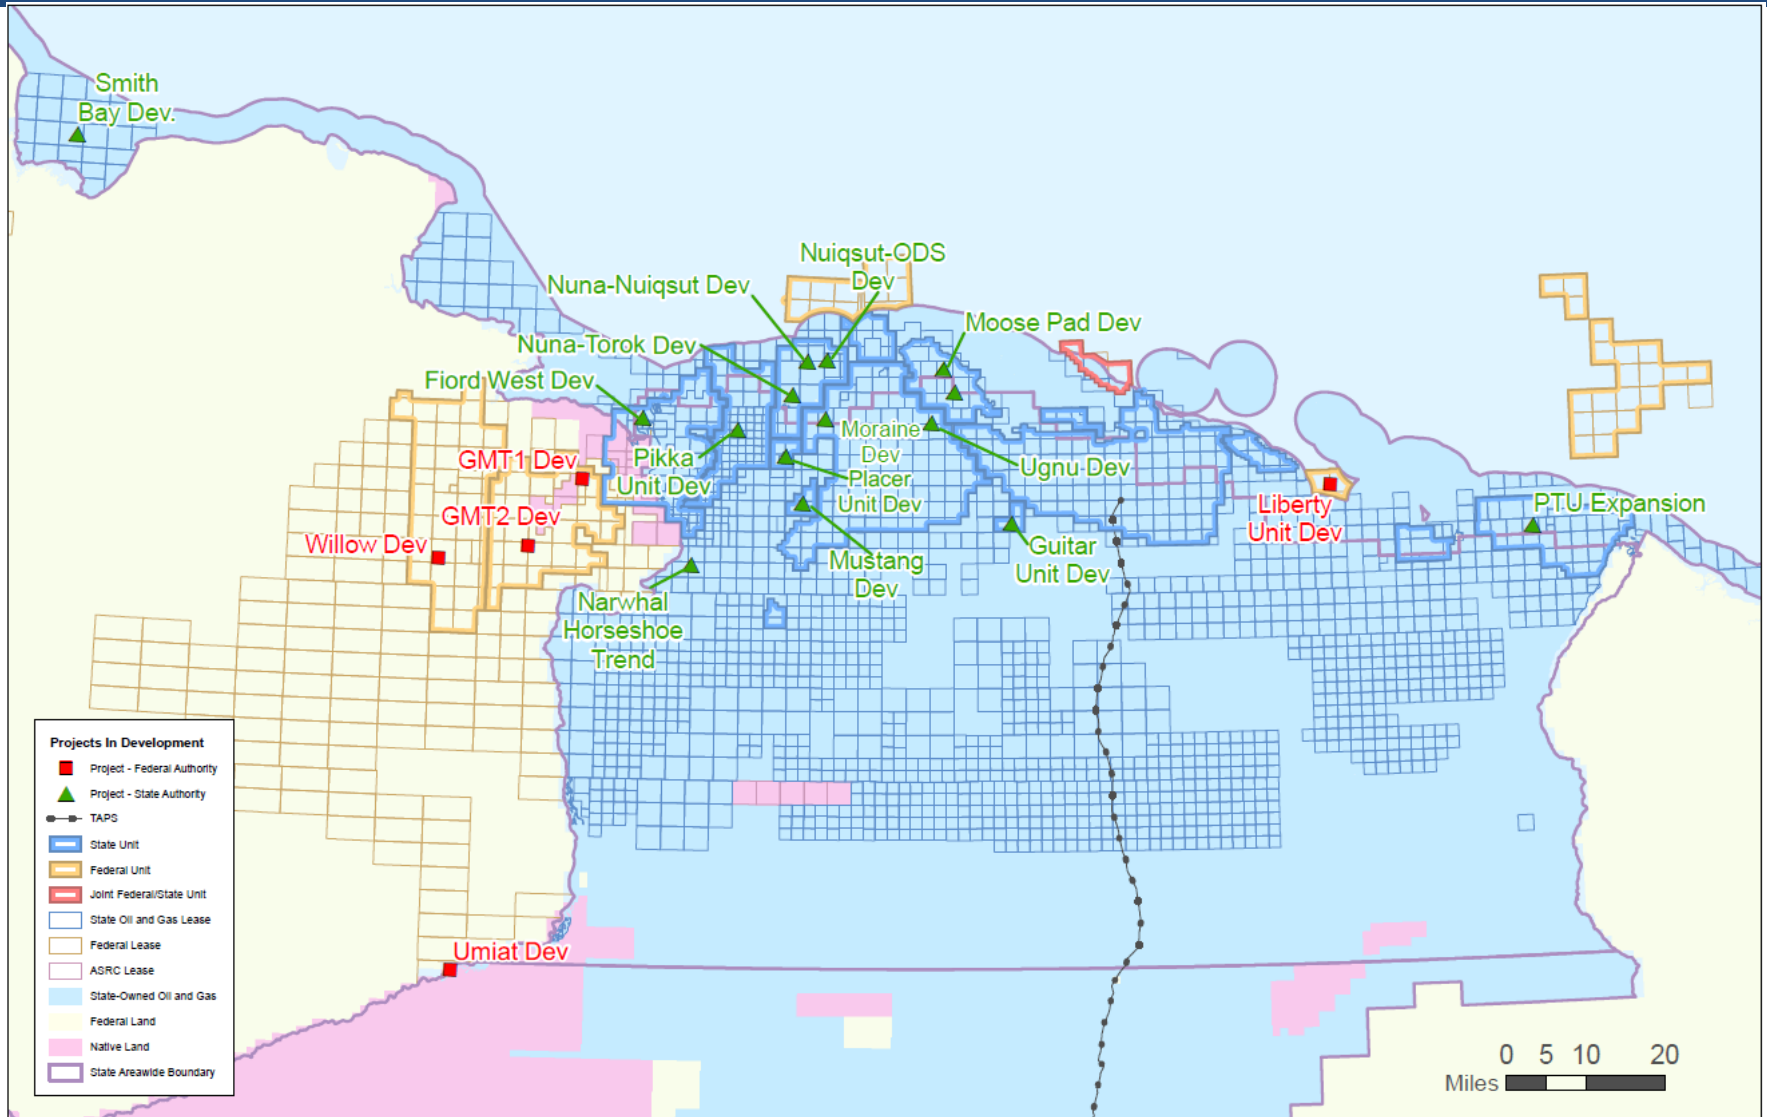 Smith
Bay Dev.
Nuiqsut-ODS
Dev
Nuna-Nuiqsut Dev
Moose Pad Dev
Nuna-Torok Dev
Fiord West Dev
Moraine
Dev
GMT1 Dev
Pikka
Unit Dev
Ugnu Dev
Placer
Unit Dev
Liberty
Unit Dev
PTU Expansion
GMT2 Dev
Willow Dev
Guitar
Unit Dev
Mustang
Dev
Narwhal
Horseshoe
Trend
Umiat Dev
Projects In Development
Project - Federal Authority
Project - State Authority
TAPS
State Unit
Federal Unit
Joint Federal/State Unit
State Oil and Gas Lease
Federal Lease
ASRC Lease
State-Owned Oil and Gas
Federal Land
Native Land
State Areawide Boundary
0 5 10 20
Miles